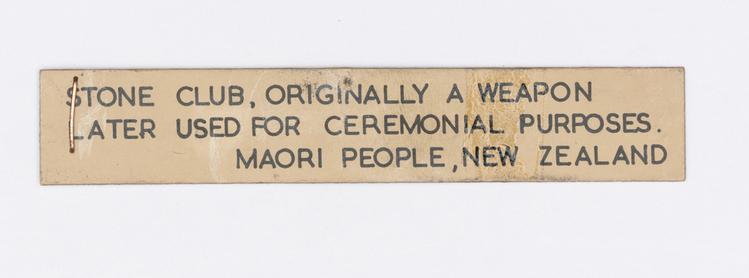 STONE CLUB, ORIGINALLY A WEAPON
LATER USED FOR CEREMONIAL PURPOSES.
MAORI PEOPLE, NEW ZEALAND